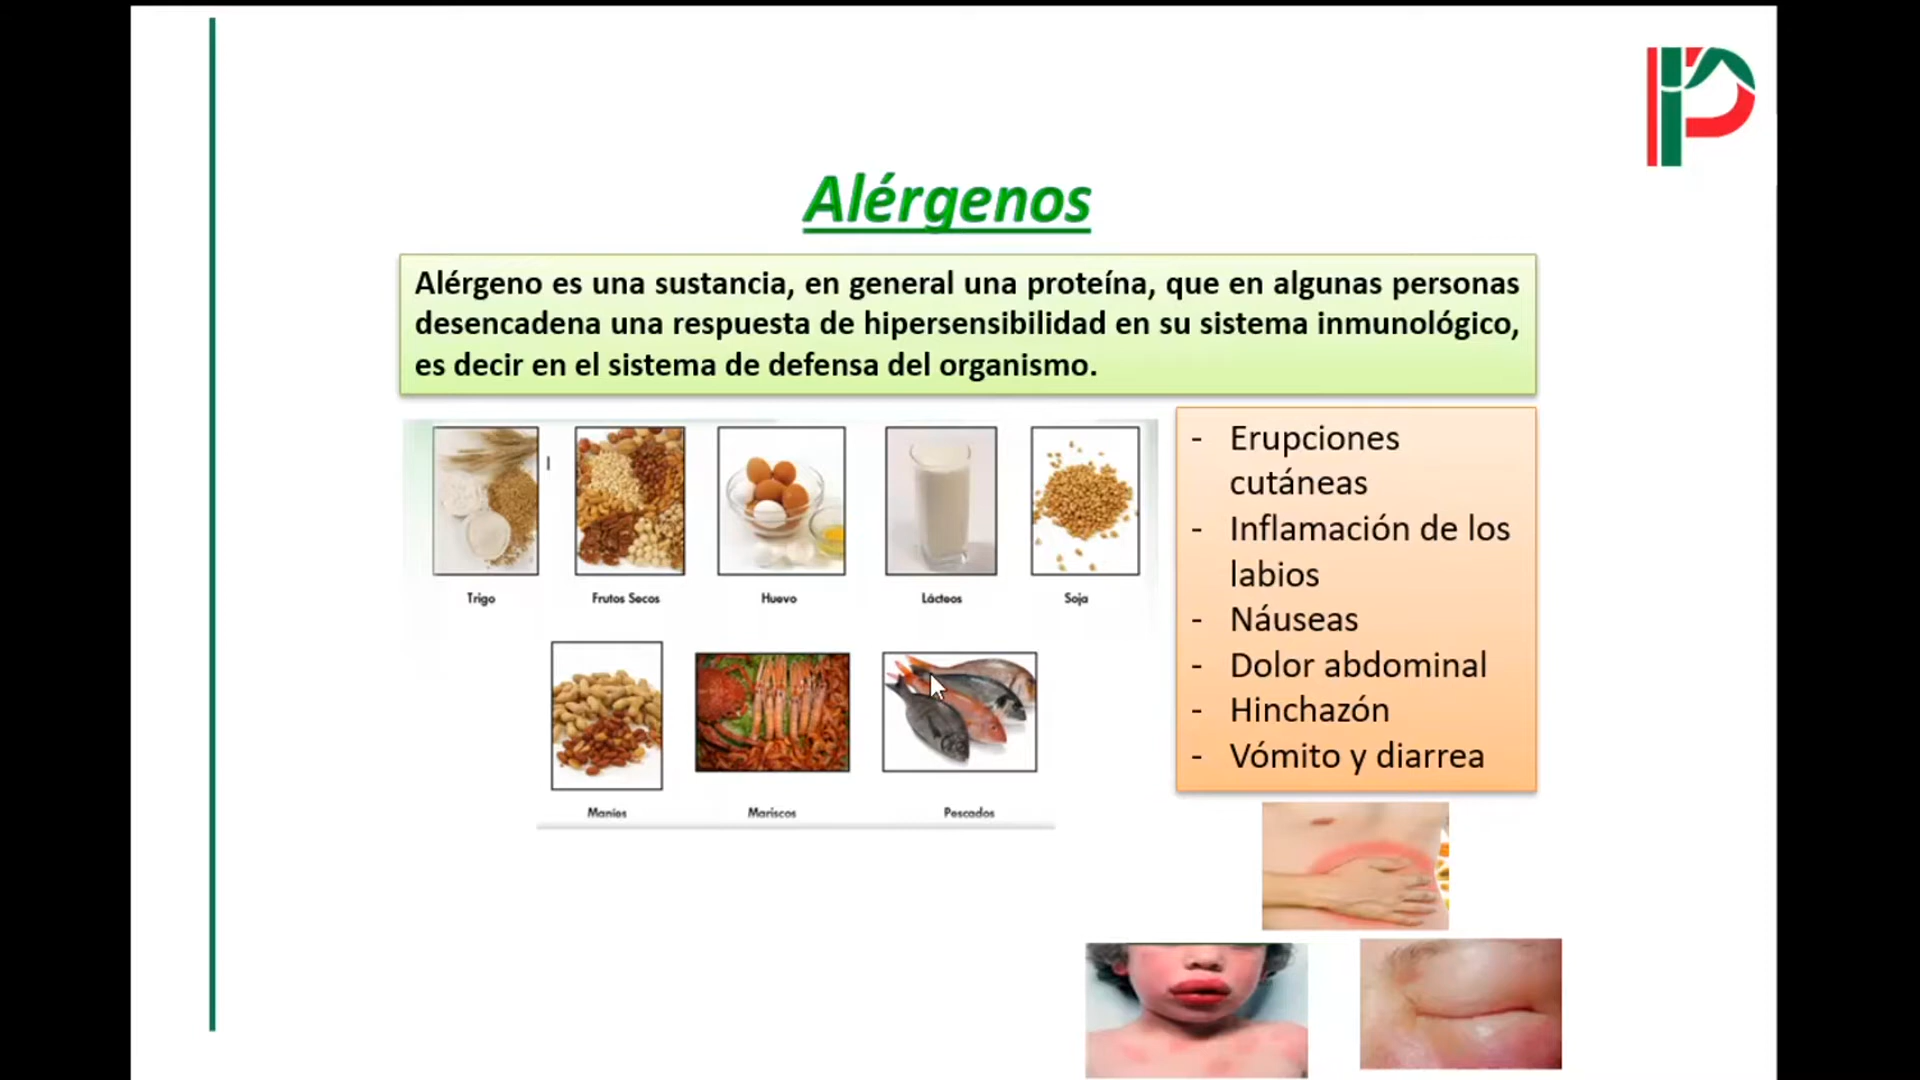 Alérgenos
Alérgeno es una sustancia, en general una proteína, que en algunas personas
desencadena una respuesta de hipersensibilidad en su sistema inmunológico,
es decir en el sistema de defensa del organismo.
Trigo Frutos Secos Huevo Lácteos Soja
Maníes Mariscos Pescados
- Erupciones
cutáneas
- Inflamación de los
labios
- Náuseas
- Dolor abdominal
- Hinchazón
- Vómito y diarrea